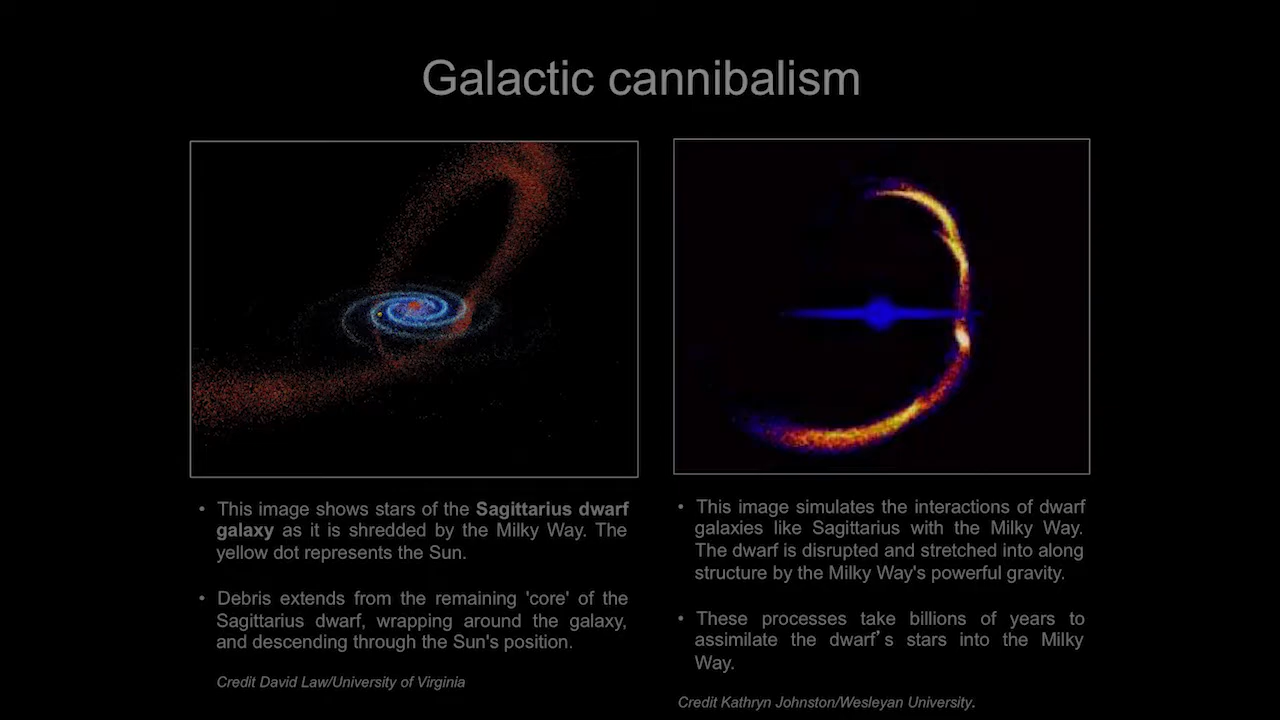 Galactic cannibalism
• This image shows stars of the Sagittarius dwarf
galaxy as it is shredded by the Milky Way. The
yellow dot represents the Sun.
• Debris extends from the remaining 'core' of the
Sagittarius dwarf, wrapping around the galaxy,
and descending through the Sun's position.
Credit David Law/University of Virginia
• This image simulates the interactions of dwarf
galaxies like Sagittarius with the Milky Way.
The dwarf is disrupted and stretched into along
structure by the Milky Way's powerful gravity.
• These processes take billions of years to
assimilate the dwarf’s stars into the Milky
Way.
Credit Kathryn Johnston/Wesleyan University.